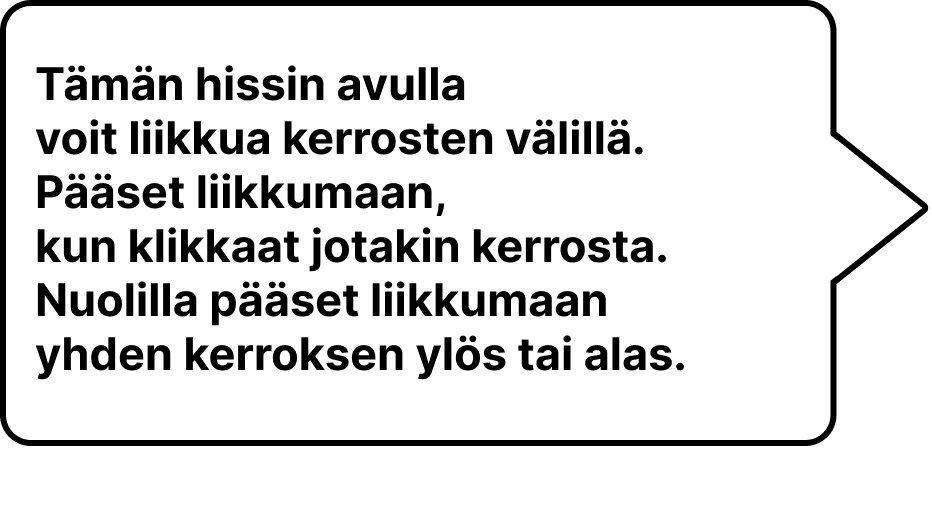 Tämän hissin avulla
voit liikkua kerrosten välillä.
Pääset liikkumaan,
kun klikkaat jotakin kerrosta.
Nuolilla pääset liikkumaan
yhden kerroksen ylös tai alas.